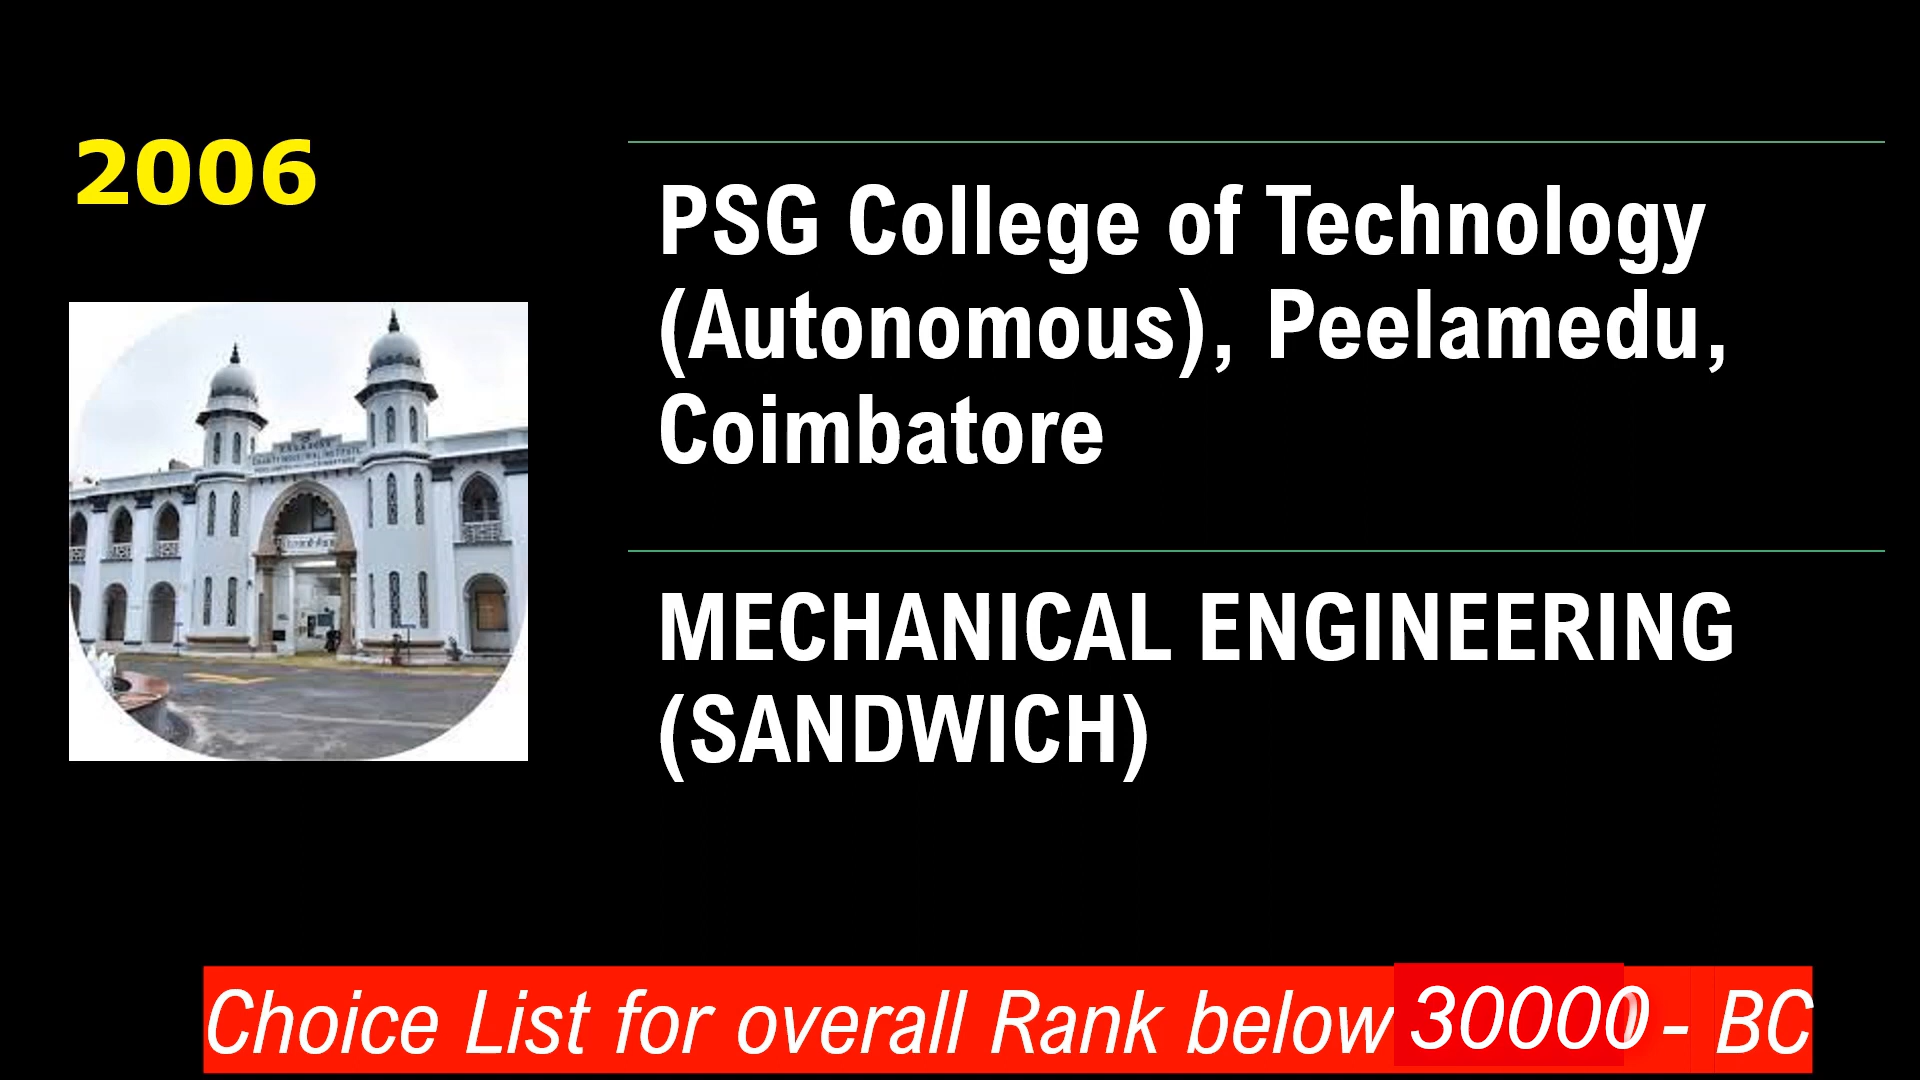 2006
PSG College of Technology
(Autonomous), Peelamedu,
Coimbatore
MECHANICAL ENGINEERING
(SANDWICH)
Choice List for overall Rank below 30000 - BC